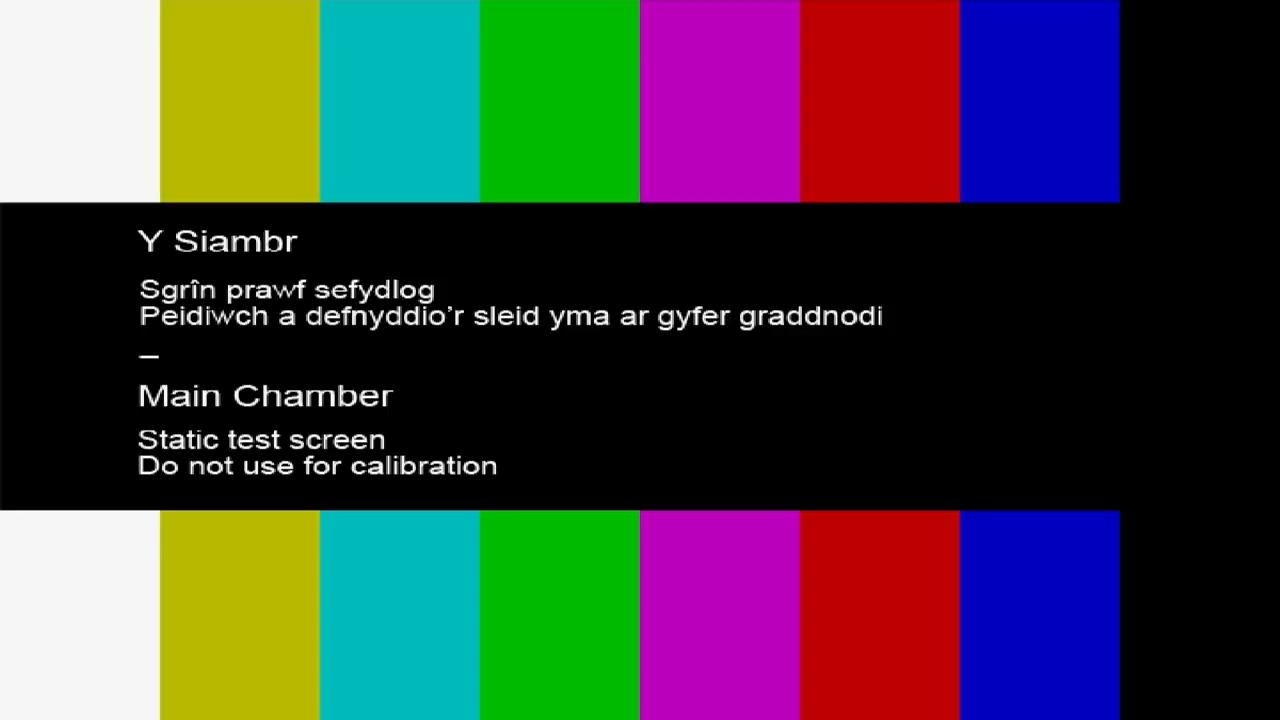 Y Siambr
Sgrîn prawf sefydlog
Peidiwch a defnyddio’r sleid yma ar gyfer graddnodi
–
Main Chamber
Static test screen
Do not use for calibration